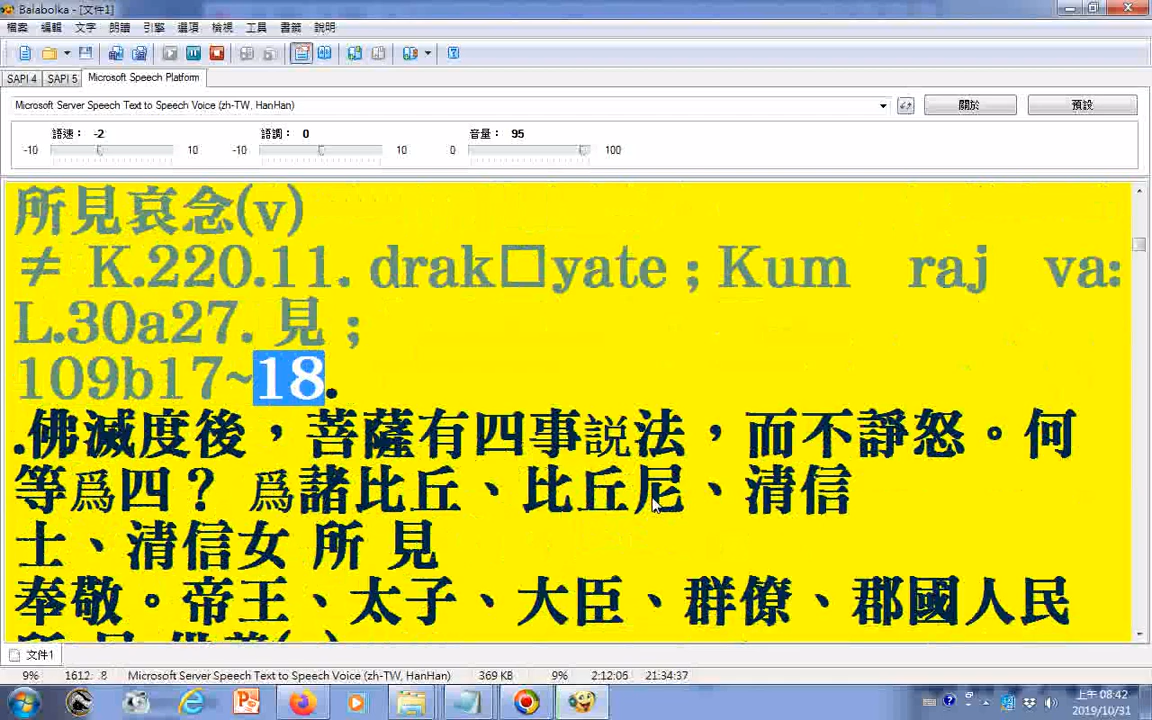 Balabolka - [文件1]
檔案 編輯 文字 朗讀 引擎 選項 檢視 工具 書籤 說明
SAPI 4 SAPI 5 Microsoft Speech Platform
Microsoft Server Speech Text to Speech Voice (zh-TW, HanHan) 關於 預設
語速： -2 語調： 0 音量： 95
-10 10 -10 10 0 100
所見哀念(v)
≠ K.220.11. drak□yate ; Kum raj va:
L.30a27. 見 ;
109b17~18.
.佛滅度後，菩薩有四事説法，而不諍怒。何
等爲四？ 爲諸比丘、比丘尼、清信
士、清信女 所 見
奉敬。帝王、太子、大臣、群僚、郡國人民
文件1
9% 1612: 8 Microsoft Server Speech Text to Speech Voice (zh-TW, HanHan) 369 KB 9% 2:12:05 21:34:37
上午 08:42
2019/10/31